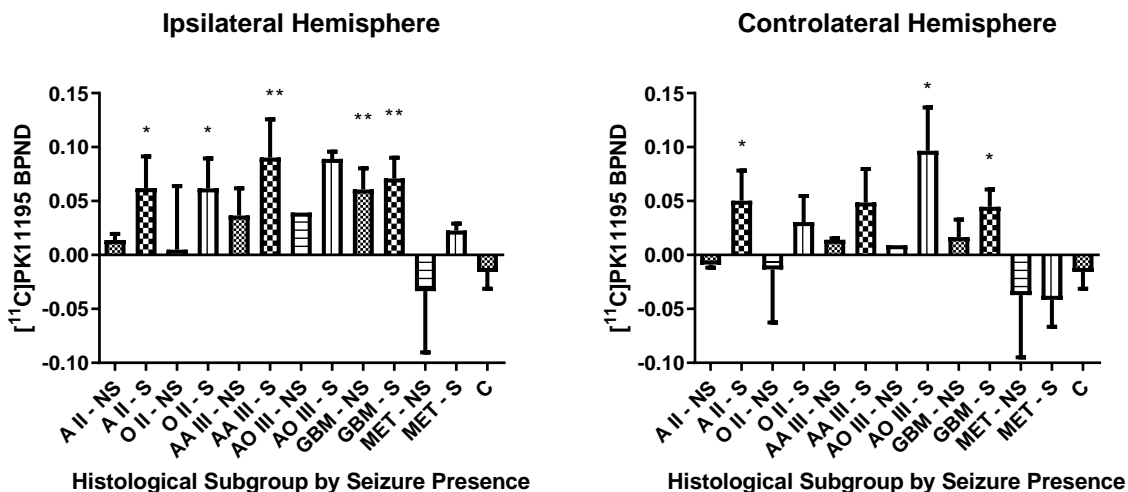 Ipsilateral Hemisphere
[¹¹C]PK11195 BPND
0.15
0.10
0.05
0.00
-0.05
-0.10
*
*
**
**
**
A II - NS
A II - S
O II - NS
O II - S
AA III - NS
AA III - S
AO III - NS
AO III - S
GBM - NS
GBM - S
MET - NS
MET - S
C
Histological Subgroup by Seizure Presence
Controlateral Hemisphere
[¹¹C]PK11195 BPND
0.15
0.10
0.05
0.00
-0.05
-0.10
*
*
*
A II - NS
A II - S
O II - NS
O II - S
AA III - NS
AA III - S
AO III - NS
AO III - S
GBM - NS
GBM - S
MET - NS
MET - S
C
Histological Subgroup by Seizure Presence